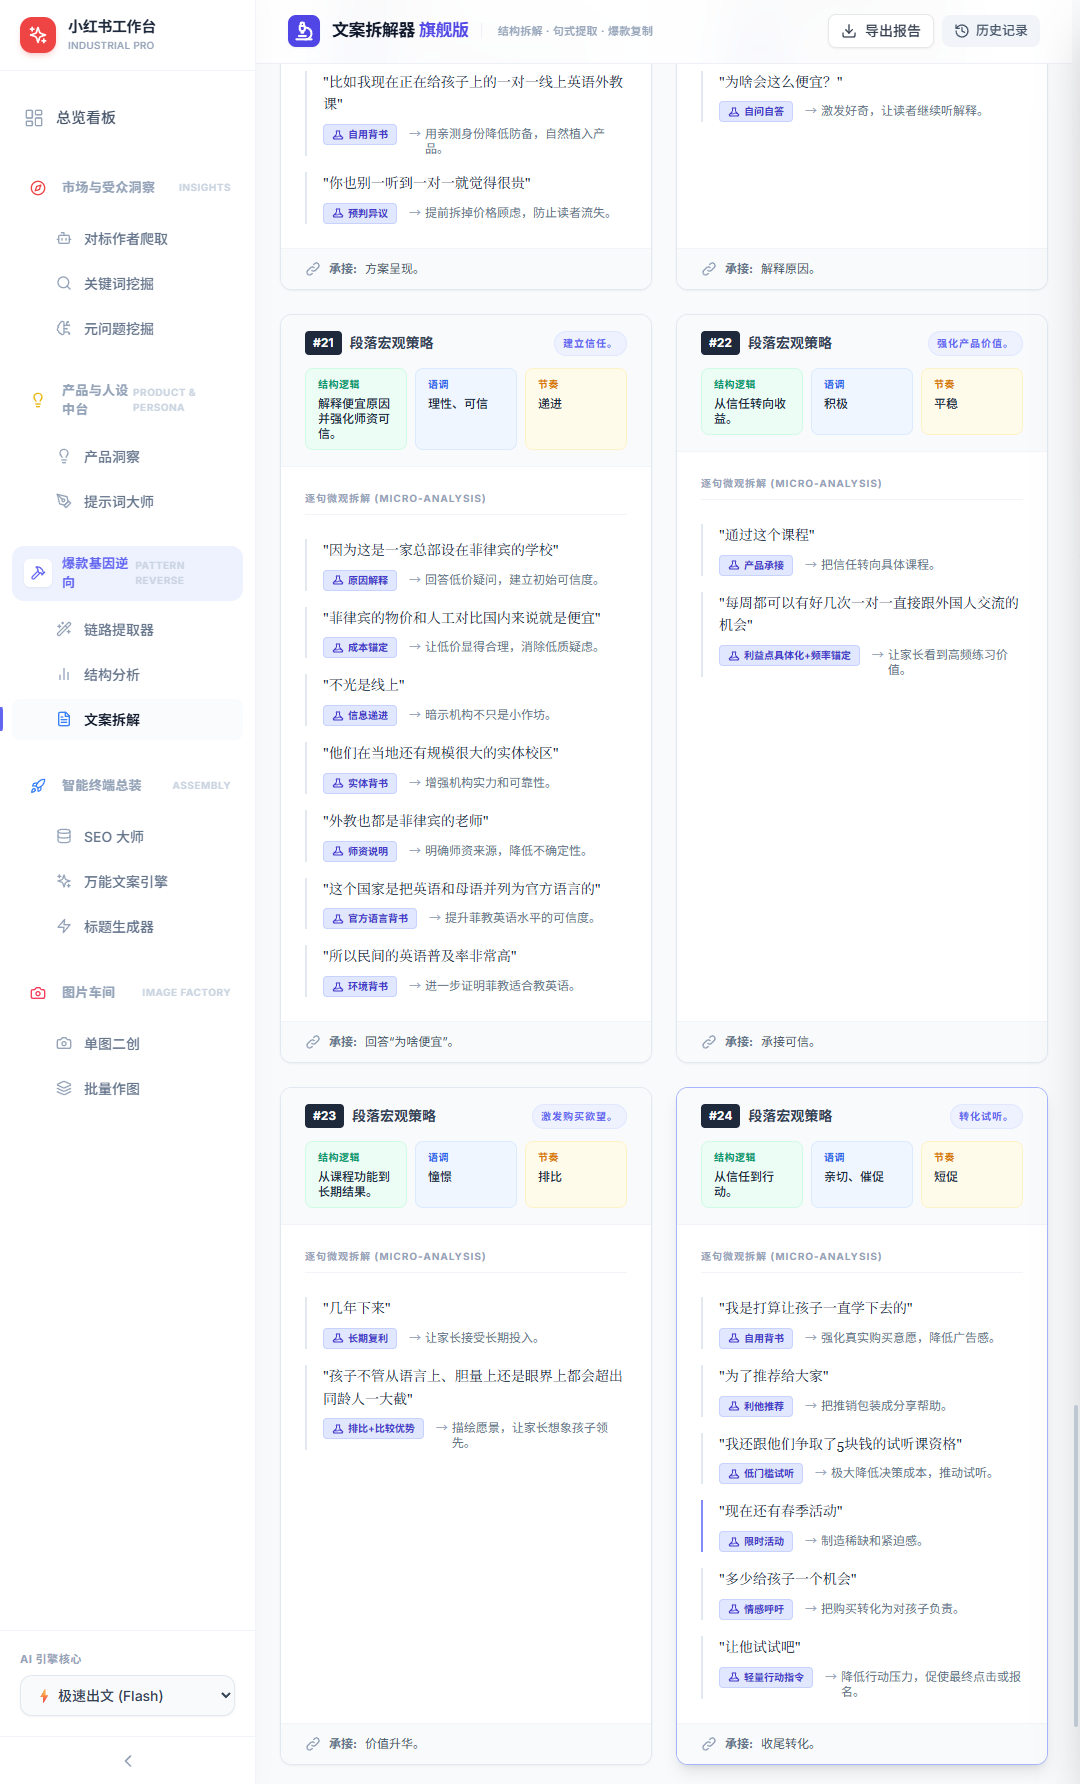 小红书工作台
INDUSTRIAL PRO
总览看板
市场与受众洞察 INSIGHTS
对标作者爬取
关键词挖掘
元问题挖掘
产品与人设中台 PRODUCT & PERSONA
产品洞察
提示词大师
爆款基因逆向 PATTERN REVERSE
链路提取器
结构分析
文案拆解
智能终端总装 ASSEMBLY
SEO 大师
万能文案引擎
标题生成器
图片车间 IMAGE FACTORY
单图二创
批量作图
AI 引擎核心
极速出文 (Flash)
文案拆解器 旗舰版 结构拆解 · 句式提取 · 爆款复制
导出报告
历史记录
"比如我现在正在给孩子上的一对一线上英语外教
课"
自用背书 → 用亲测身份降低防备，自然植入产
品。
"你也别一听到一对一就觉得很贵"
预判异议 → 提前拆掉价格顾虑，防止读者流失。
承接: 方案呈现。
"为啥会这么便宜？"
自问自答 → 激发好奇，让读者继续听解释。
承接: 解释原因。
#21 段落宏观策略 建立信任。
结构逻辑
解释便宜原因
并强化师资可
信。
语调
理性、可信
节奏
递进
逐句微观拆解 (MICRO-ANALYSIS)
"因为这是一家总部设在菲律宾的学校"
原因解释 → 回答低价疑问，建立初始可信度。
"菲律宾的物价和人工对比国内来说就是便宜"
成本锚定 → 让低价显得合理，消除低质疑虑。
"不光是线上"
信息递进 → 暗示机构不只是小作坊。
"他们在当地还有规模很大的实体校区"
实体背书 → 增强机构实力和可靠性。
"外教也都是菲律宾的老师"
师资说明 → 明确师资来源，降低不确定性。
"这个国家是把英语和母语并列为官方语言的"
官方语言背书 → 提升菲教英语水平的可信度。
"所以民间的英语普及率非常高"
环境背书 → 进一步证明菲教适合教英语。
承接: 回答“为啥便宜”。
#22 段落宏观策略 强化产品价值。
结构逻辑
从信任转向收
益。
语调
积极
节奏
平稳
逐句微观拆解 (MICRO-ANALYSIS)
"通过这个课程"
产品承接 → 把信任转向具体课程。
"每周都可以有好几次一对一直接跟外国人交流的
机会"
利益点具体化+频率锚定 → 让家长看到高频练习价
值。
承接: 承接可信。
#23 段落宏观策略 激发购买欲望。
结构逻辑
从课程功能到
长期结果。
语调
憧憬
节奏
排比
逐句微观拆解 (MICRO-ANALYSIS)
"几年下来"
长期复利 → 让家长接受长期投入。
"孩子不管从语言上、胆量上还是眼界上都会超出
同龄人一大截"
排比+比较优势 → 描绘愿景，让家长想象孩子领
先。
承接: 价值升华。
#24 段落宏观策略 转化试听。
结构逻辑
从信任到行
动。
语调
亲切、催促
节奏
短促
逐句微观拆解 (MICRO-ANALYSIS)
"我是打算让孩子一直学下去的"
自用背书 → 强化真实购买意愿，降低广告感。
"为了推荐给大家"
利他推荐 → 把推销包装成分享帮助。
"我还跟他们争取了5块钱的试听课资格"
低门槛试听 → 极大降低决策成本，推动试听。
"现在还有春季活动"
限时活动 → 制造稀缺和紧迫感。
"多少给孩子一个机会"
情感呼吁 → 把购买转化为对孩子负责。
"让他试试吧"
轻量行动指令 → 降低行动压力，促使最终点击或报
名。
承接: 收尾转化。